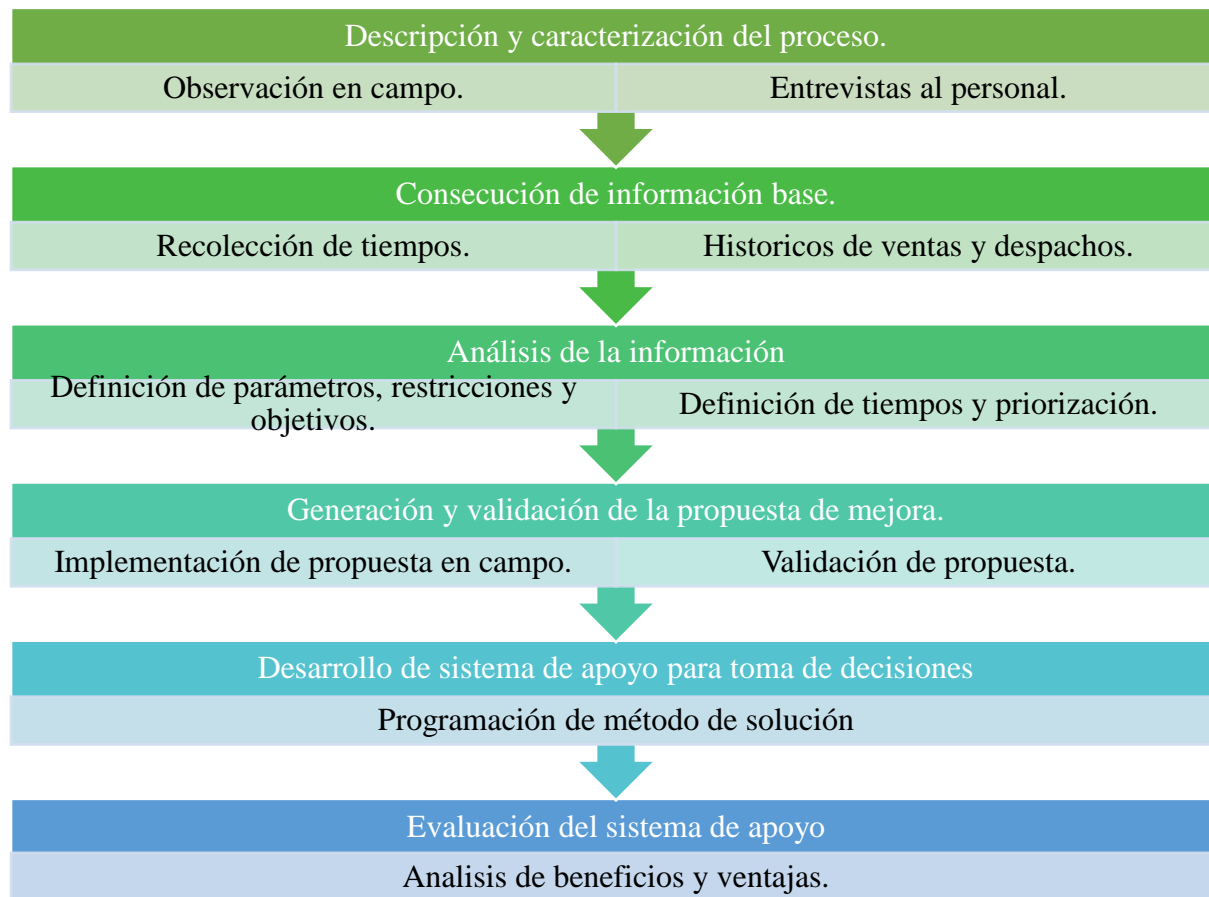 Descripción y caracterización del proceso.
Observación en campo.
Entrevistas al personal.
Consecución de información base.
Recolección de tiempos.
Historicos de ventas y despachos.
Análisis de la información
Definición de parámetros, restricciones y
objetivos.
Definición de tiempos y priorización.
Generación y validación de la propuesta de mejora.
Implementación de propuesta en campo.
Validación de propuesta.
Desarrollo de sistema de apoyo para toma de decisiones
Programación de método de solución
Evaluación del sistema de apoyo
Analisis de beneficios y ventajas.